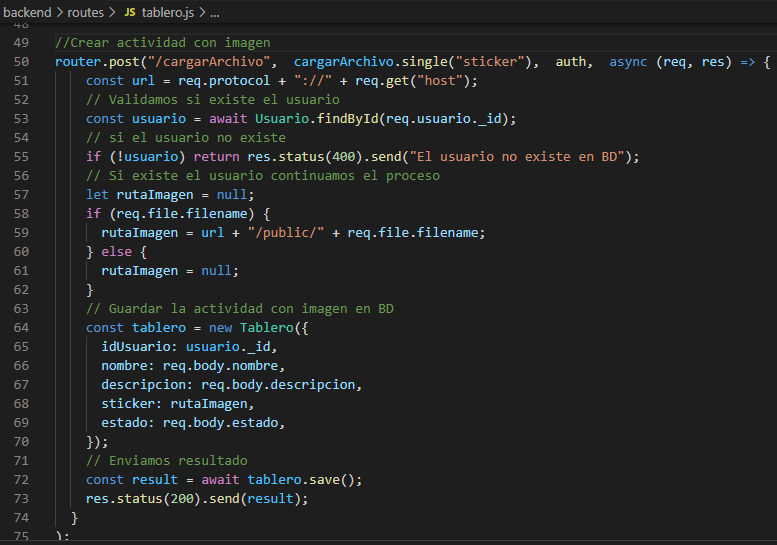 backend > routes > JS tablero.js > ...
48
49 //Crear actividad con imagen
50 router.post("/cargarArchivo", cargarArchivo.single("sticker"), auth, async (req, res) => {
51 const url = req.protocol + "://" + req.get("host");
52 // Validamos si existe el usuario
53 const usuario = await Usuario.findById(req.usuario._id);
54 // si el usuario no existe
55 if (!usuario) return res.status(400).send("El usuario no existe en BD");
56 // Si existe el usuario continuamos el proceso
57 let rutaImagen = null;
58 if (req.file.filename) {
59 rutaImagen = url + "/public/" + req.file.filename;
60 } else {
61 rutaImagen = null;
62 }
63 // Guardar la actividad con imagen en BD
64 const tablero = new Tablero({
65 idUsuario: usuario._id,
66 nombre: req.body.nombre,
67 descripcion: req.body.descripcion,
68 sticker: rutaImagen,
69 estado: req.body.estado,
70 });
71 // Enviamos resultado
72 const result = await tablero.save();
73 res.status(200).send(result);
74 }
75 );